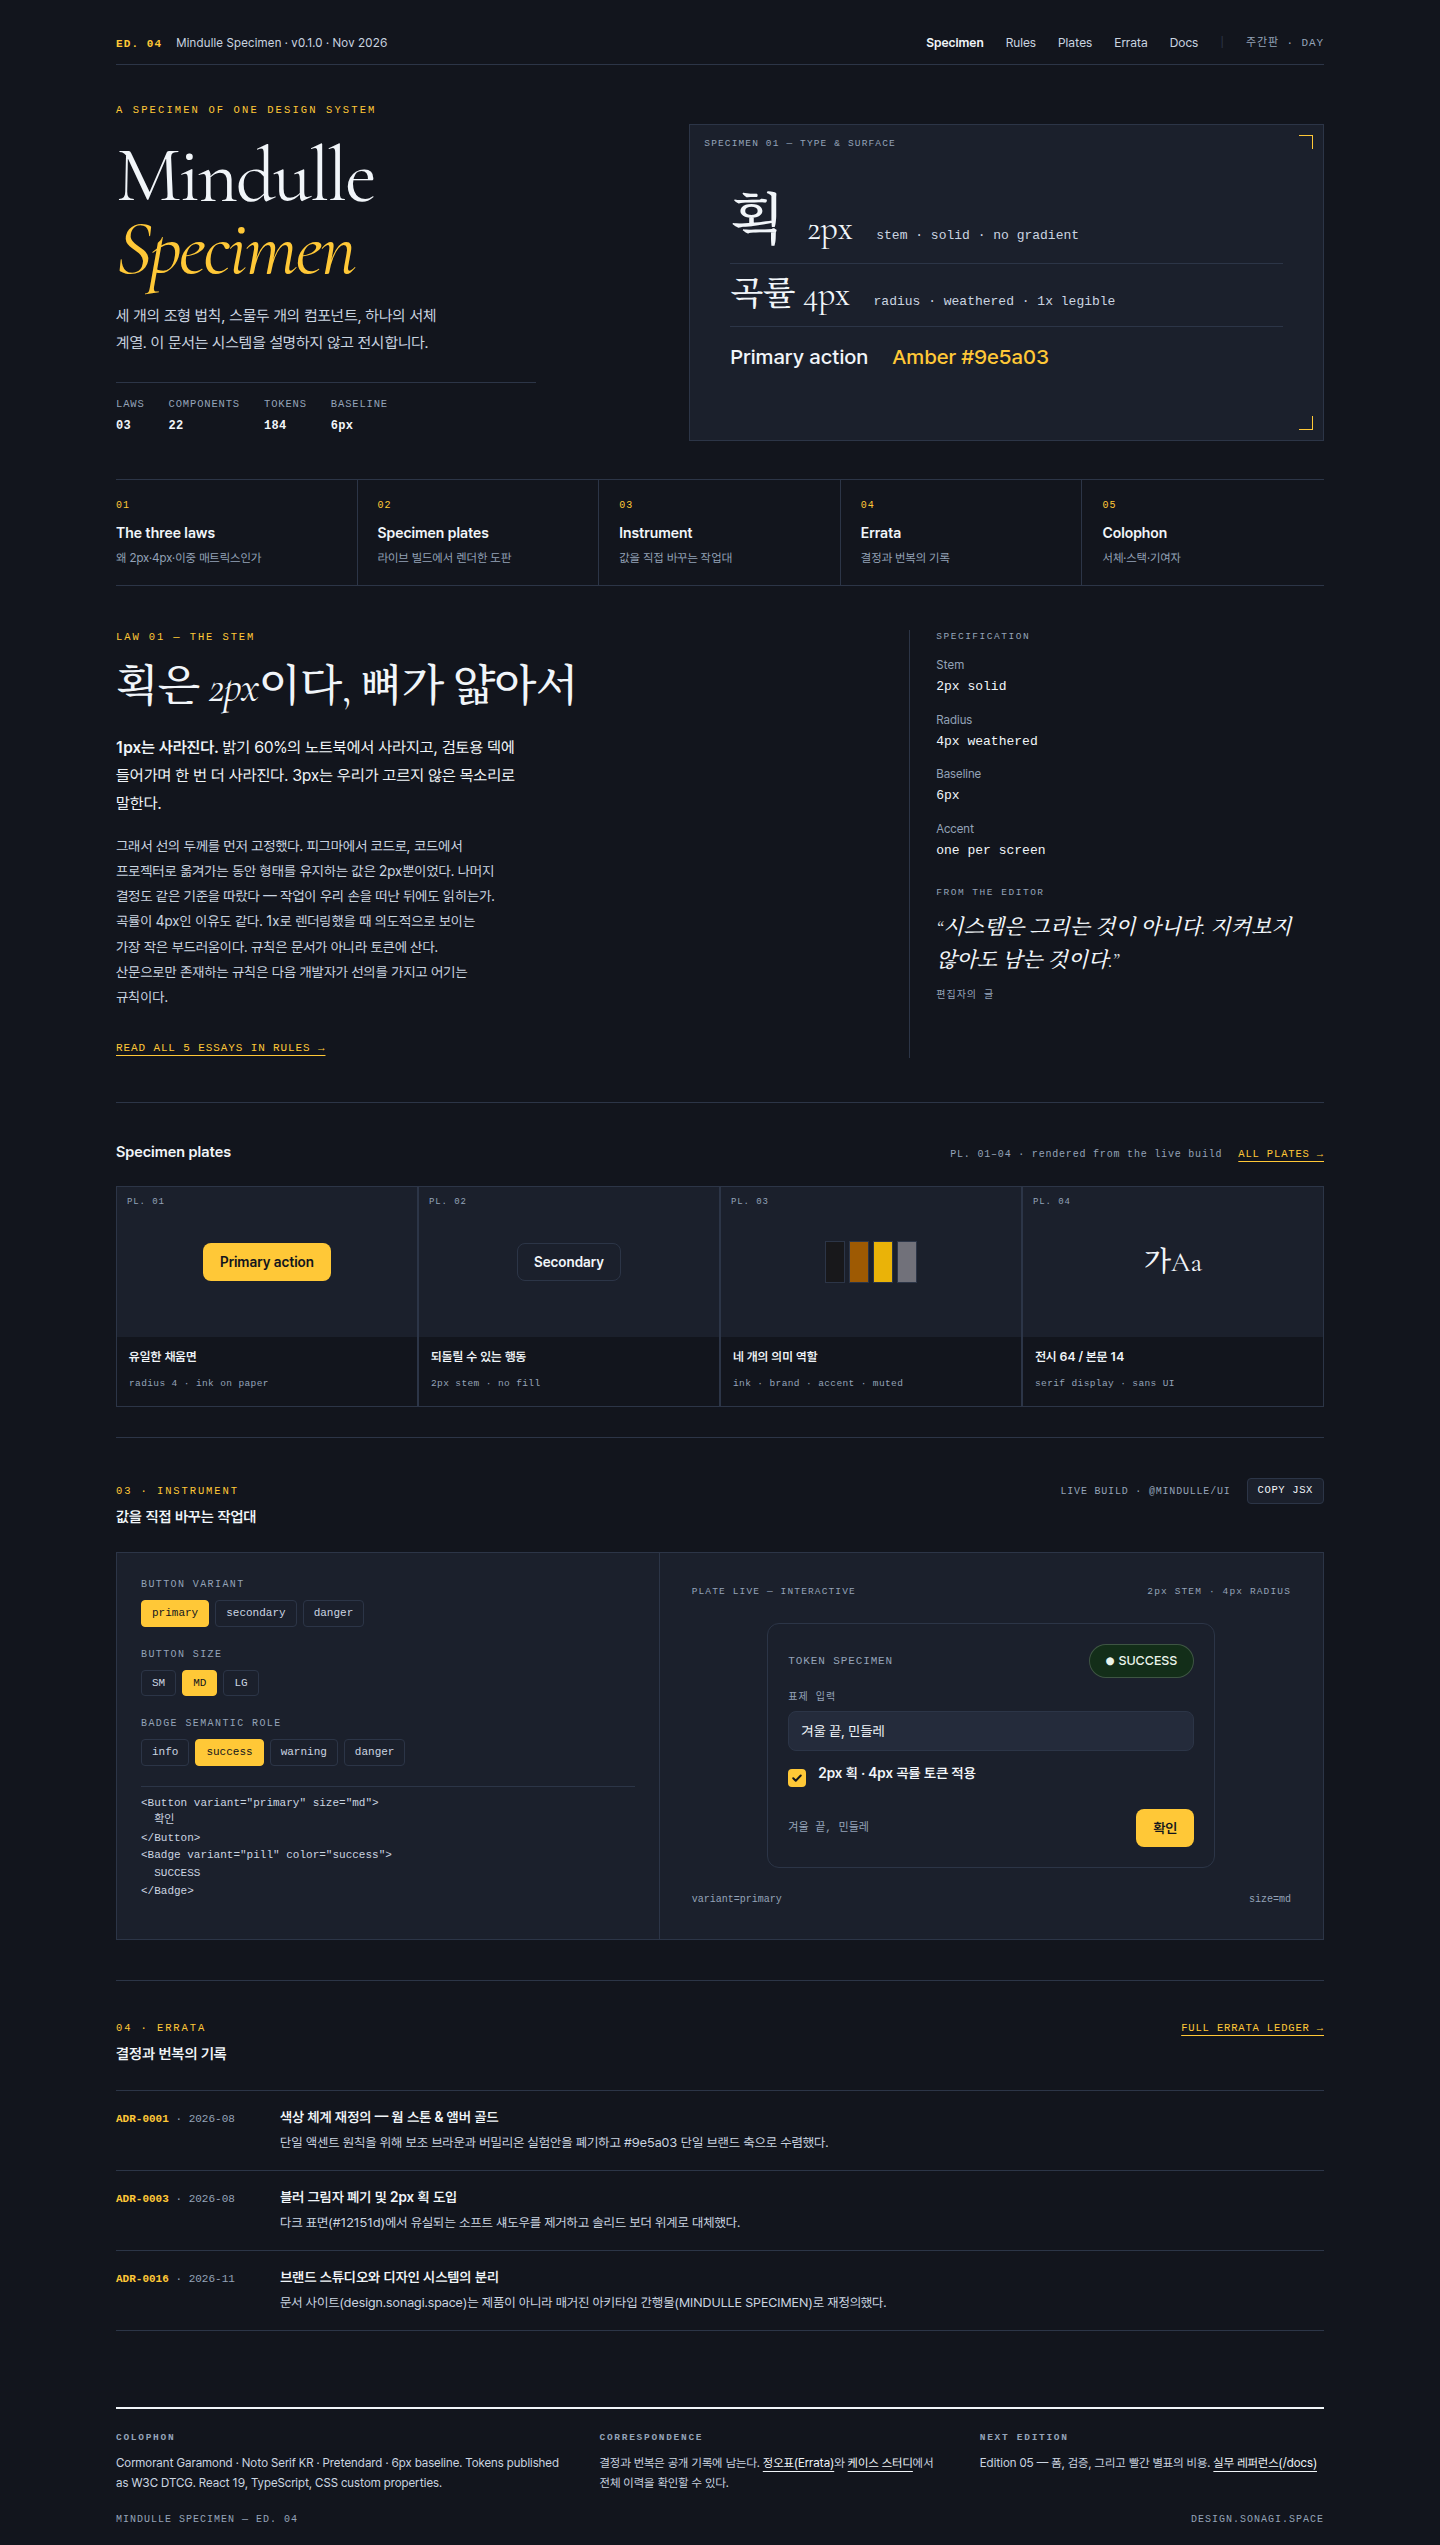 ED. 04 Mindulle Specimen · v0.1.0 · Nov 2026
Specimen Rules Plates Errata Docs 주간판 · DAY
A SPECIMEN OF ONE DESIGN SYSTEM
Mindulle
Specimen
세 개의 조형 법칙, 스물두 개의 컴포넌트, 하나의 서체
계열. 이 문서는 시스템을 설명하지 않고 전시합니다.
LAWS COMPONENTS TOKENS BASELINE
03 22 184 6px
SPECIMEN 01 — TYPE & SURFACE
획 2px stem · solid · no gradient
곡률 4px radius · weathered · 1x legible
Primary action Amber #9e5a03
01
The three laws
왜 2px·4px·이중 매트릭스인가
02
Specimen plates
라이브 빌드에서 렌더한 도판
03
Instrument
값을 직접 바꾸는 작업대
04
Errata
결정과 번복의 기록
05
Colophon
서체·스택·기여자
LAW 01 — THE STEM
획은 2px이다, 뼈가 얇아서
1px는 사라진다. 밝기 60%의 노트북에서 사라지고, 검토용 덱에
들어가며 한 번 더 사라진다. 3px는 우리가 고르지 않은 목소리로
말한다.
그래서 선의 두께를 먼저 고정했다. 피그마에서 코드로, 코드에서
프로젝터로 옮겨가는 동안 형태를 유지하는 값은 2px뿐이었다. 나머지
결정도 같은 기준을 따랐다 — 작업이 우리 손을 떠난 뒤에도 읽히는가.
곡률이 4px인 이유도 같다. 1x로 렌더링했을 때 의도적으로 보이는
가장 작은 부드러움이다. 규칙은 문서가 아니라 토큰에 산다.
산문으로만 존재하는 규칙은 다음 개발자가 선의를 가지고 어기는
규칙이다.
READ ALL 5 ESSAYS IN RULES →
SPECIFICATION
Stem
2px solid
Radius
4px weathered
Baseline
6px
Accent
one per screen
FROM THE EDITOR
“시스템은 그리는 것이 아니다. 지켜보지
않아도 남는 것이다.”
편집자의 글
Specimen plates
PL. 01–04 · rendered from the live build ALL PLATES →
PL. 01
Primary action
유일한 채움면
radius 4 · ink on paper
PL. 02
Secondary
되돌릴 수 있는 행동
2px stem · no fill
PL. 03
네 개의 의미 역할
ink · brand · accent · muted
PL. 04
가Aa
전시 64 / 본문 14
serif display · sans UI
03 · INSTRUMENT
값을 직접 바꾸는 작업대
LIVE BUILD · @MINDULLE/UI COPY JSX
BUTTON VARIANT
primary secondary danger
BUTTON SIZE
SM MD LG
BADGE SEMANTIC ROLE
info success warning danger
<Button variant="primary" size="md">
확인
</Button>
<Badge variant="pill" color="success">
SUCCESS
</Badge>
PLATE LIVE — INTERACTIVE 2px STEM · 4px RADIUS
TOKEN SPECIMEN ● SUCCESS
표제 입력
겨울 끝, 민들레
2px 획 · 4px 곡률 토큰 적용
겨울 끝, 민들레 확인
variant=primary size=md
04 · ERRATA
결정과 번복의 기록
FULL ERRATA LEDGER →
ADR-0001 · 2026-08 색상 체계 재정의 — 웜 스톤 & 앰버 골드
단일 액센트 원칙을 위해 보조 브라운과 버밀리온 실험안을 폐기하고 #9e5a03 단일 브랜드 축으로 수렴했다.
ADR-0003 · 2026-08 블러 그림자 폐기 및 2px 획 도입
다크 표면(#12151d)에서 유실되는 소프트 섀도우를 제거하고 솔리드 보더 위계로 대체했다.
ADR-0016 · 2026-11 브랜드 스튜디오와 디자인 시스템의 분리
문서 사이트(design.sonagi.space)는 제품이 아니라 매거진 아키타입 간행물(MINDULLE SPECIMEN)로 재정의했다.
COLOPHON
Cormorant Garamond · Noto Serif KR · Pretendard · 6px baseline. Tokens published
as W3C DTCG. React 19, TypeScript, CSS custom properties.
CORRESPONDENCE
결정과 번복은 공개 기록에 남는다. 정오표(Errata)와 케이스 스터디에서
전체 이력을 확인할 수 있다.
NEXT EDITION
Edition 05 — 폼, 검증, 그리고 빨간 별표의 비용. 실무 레퍼런스(/docs)
MINDULLE SPECIMEN — ED. 04
DESIGN.SONAGI.SPACE